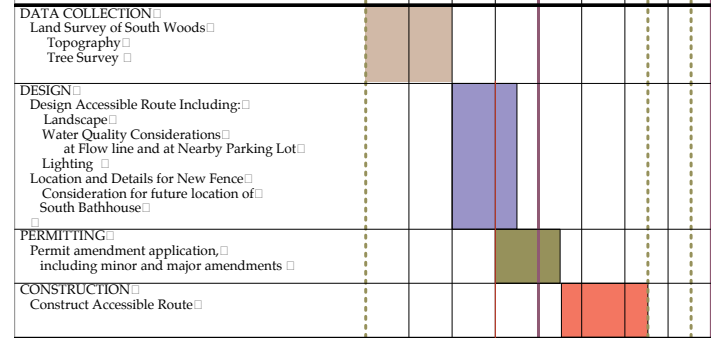 DATA COLLECTION
Land Survey of South Woods
Topography
Tree Survey
DESIGN
Design Accessible Route Including:
Landscape
Water Quality Considerations
at Flow line and at Nearby Parking Lot
Lighting
Location and Details for New Fence
Consideration for future location of
South Bathhouse
PERMITTING
Permit amendment application,
including minor and major amendments
CONSTRUCTION
Construct Accessible Route